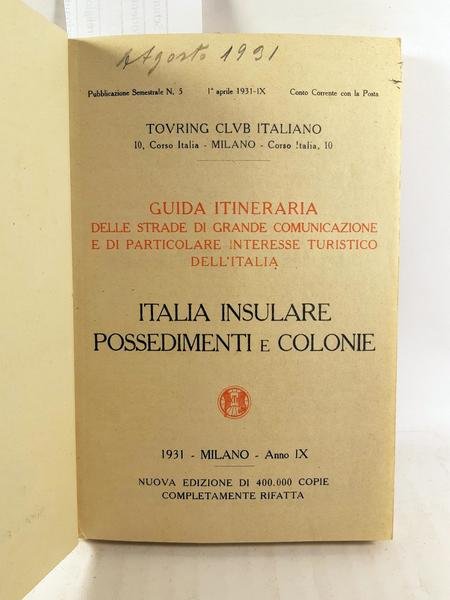 Agosto 1931
Pubblicazione Semestrale N. 5 1° aprile 1931-IX Conto Corrente con la Posta
TOVRING CLVB ITALIANO
10, Corso Italia - MILANO - Corso Italia, 10
GUIDA ITINERARIA
DELLE STRADE DI GRANDE COMUNICAZIONE
E DI PARTICOLARE INTERESSE TURISTICO
DELL'ITALIA
ITALIA INSULARE
POSSEDIMENTI E COLONIE
1931 - MILANO - Anno IX
NUOVA EDIZIONE DI 400.000 COPIE
COMPLETAMENTE RIFATTA